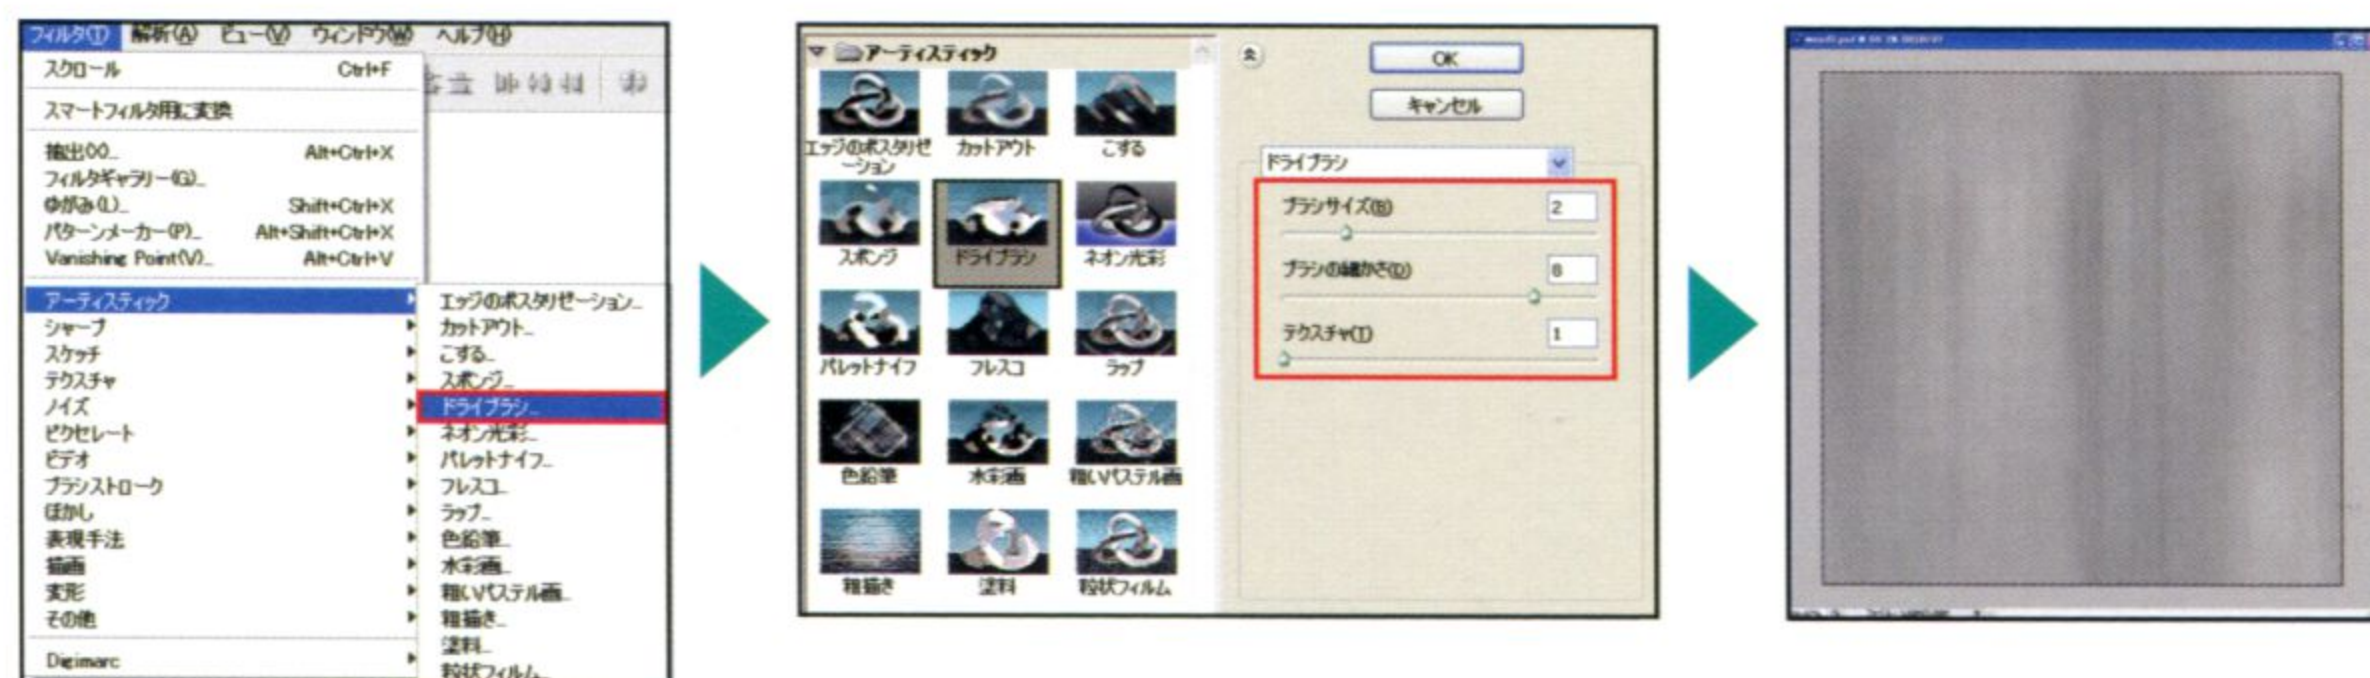 フィルタ(T) 解析(A) ビュー(V) ウィンドウ(W) ヘルプ(H)
スクロール Ctrl+F
スマートフィルタ用に変換
抽出(X)... Alt+Ctrl+X
フィルタギャラリー(G)...
ゆがみ(L)... Shift+Ctrl+X
パターンメーカー(P)... Alt+Shift+Ctrl+X
Vanishing Point(V)... Alt+Ctrl+V
アーティスティック
シャープ
スケッチ
テクスチャ
ノイズ
ピクセレート
ビデオ
ブラシストローク
ぼかし
表現手法
描画
変形
その他
Digimarc
エッジのポスタリゼーション...
カットアウト...
こする...
スポンジ...
ドライブラシ...
ネオン光彩...
パレットナイフ...
フレスコ...
ラップ...
色鉛筆...
水彩画...
粗いパステル画...
粗描き...
塗料...
粒状フィルム...
アーティスティック
エッジのポスタリゼ
ーション
カットアウト
こする
スポンジ
ドライブラシ
ネオン光彩
パレットナイフ
フレスコ
ラップ
色鉛筆
水彩画
粗いパステル画
粗描き
塗料
粒状フィルム
OK
キャンセル
ドライブラシ
ブラシサイズ(B) 2
ブラシの細かさ(D) 8
テクスチャ(T) 1